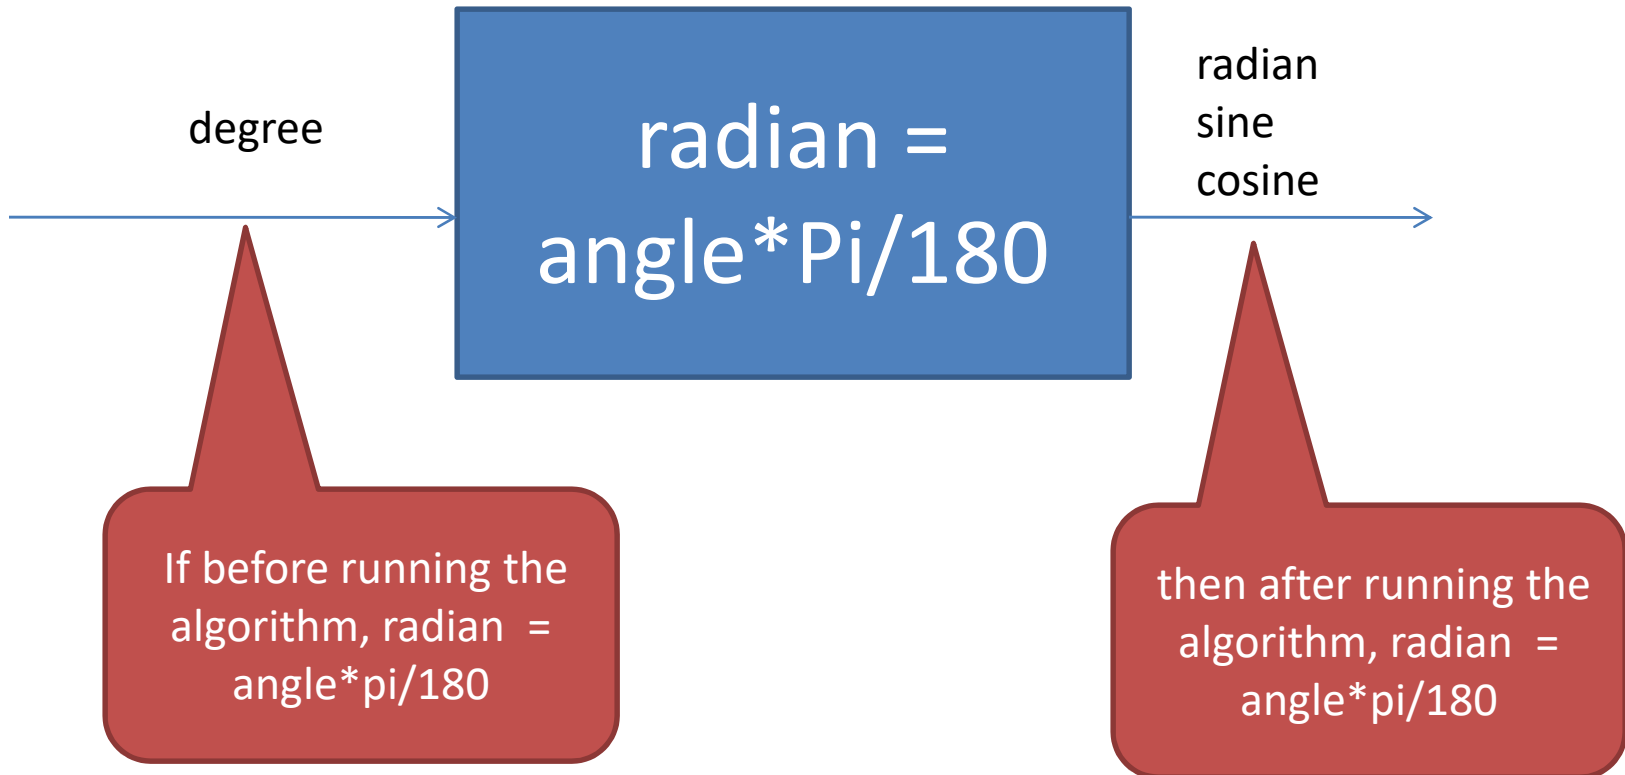 degree
radian =
angle*Pi/180
radian
sine
cosine
If before running the
algorithm, radian  =
angle*pi/180
then after running the
algorithm, radian  =
angle*pi/180